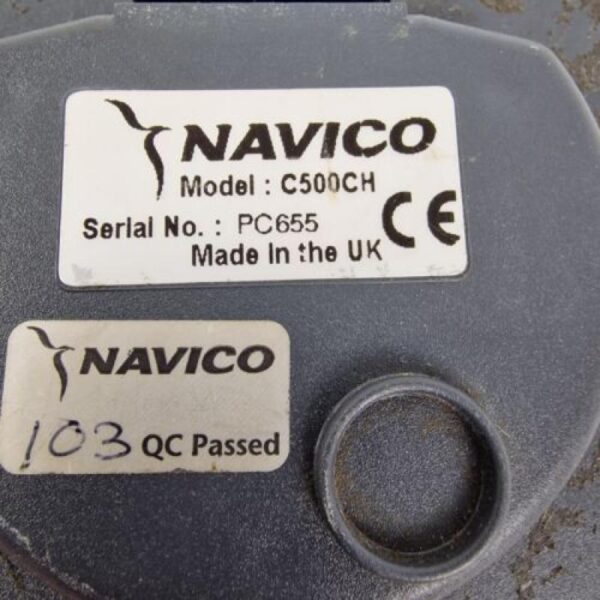 NAVICO
Model : C500CH
Serial No. : PC655
Made In the UK
CE
NAVICO
103 QC Passed